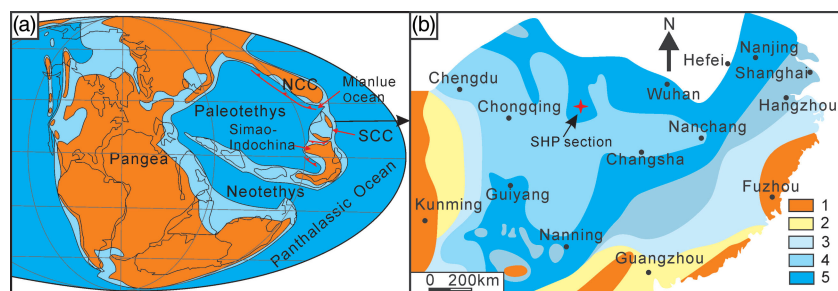 (a)
NCC
Mianlue
Ocean
Paleotethys
Simao-
Indochina
SCC
Pangea
Neotethys
Panthalassic Ocean
(b)
N
Nanjing
Hefei
Shanghai
Chengdu
Wuhan
Hangzhou
Chongqing
SHP section
Nanchang
Changsha
Guiyang
Fuzhou
Kunming
Nanning
Guangzhou
0 200km
1
2
3
4
5